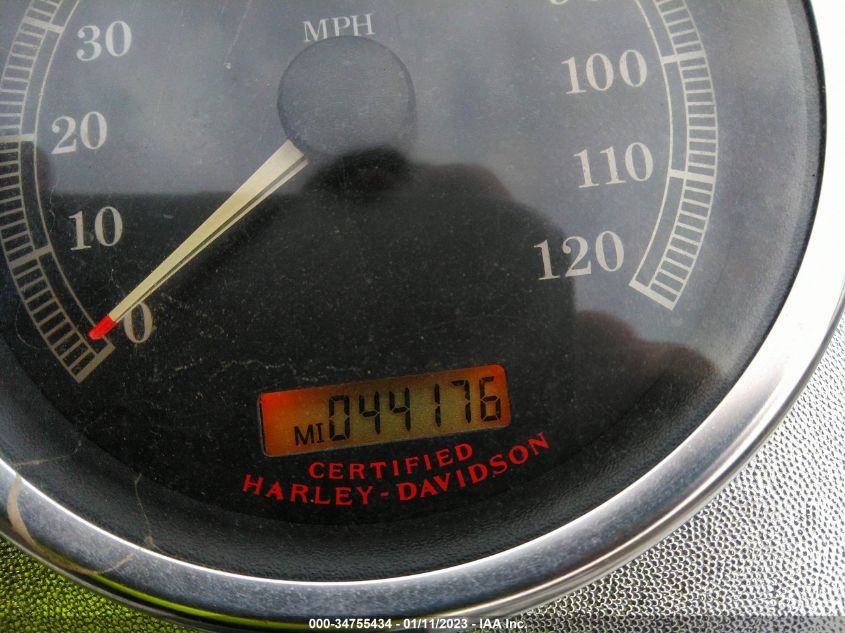 MPH
30
20
10
0
100
110
120
MI 044176
CERTIFIED
HARLEY-DAVIDSON
000-34755434 - 01/11/2023 - IAA Inc.